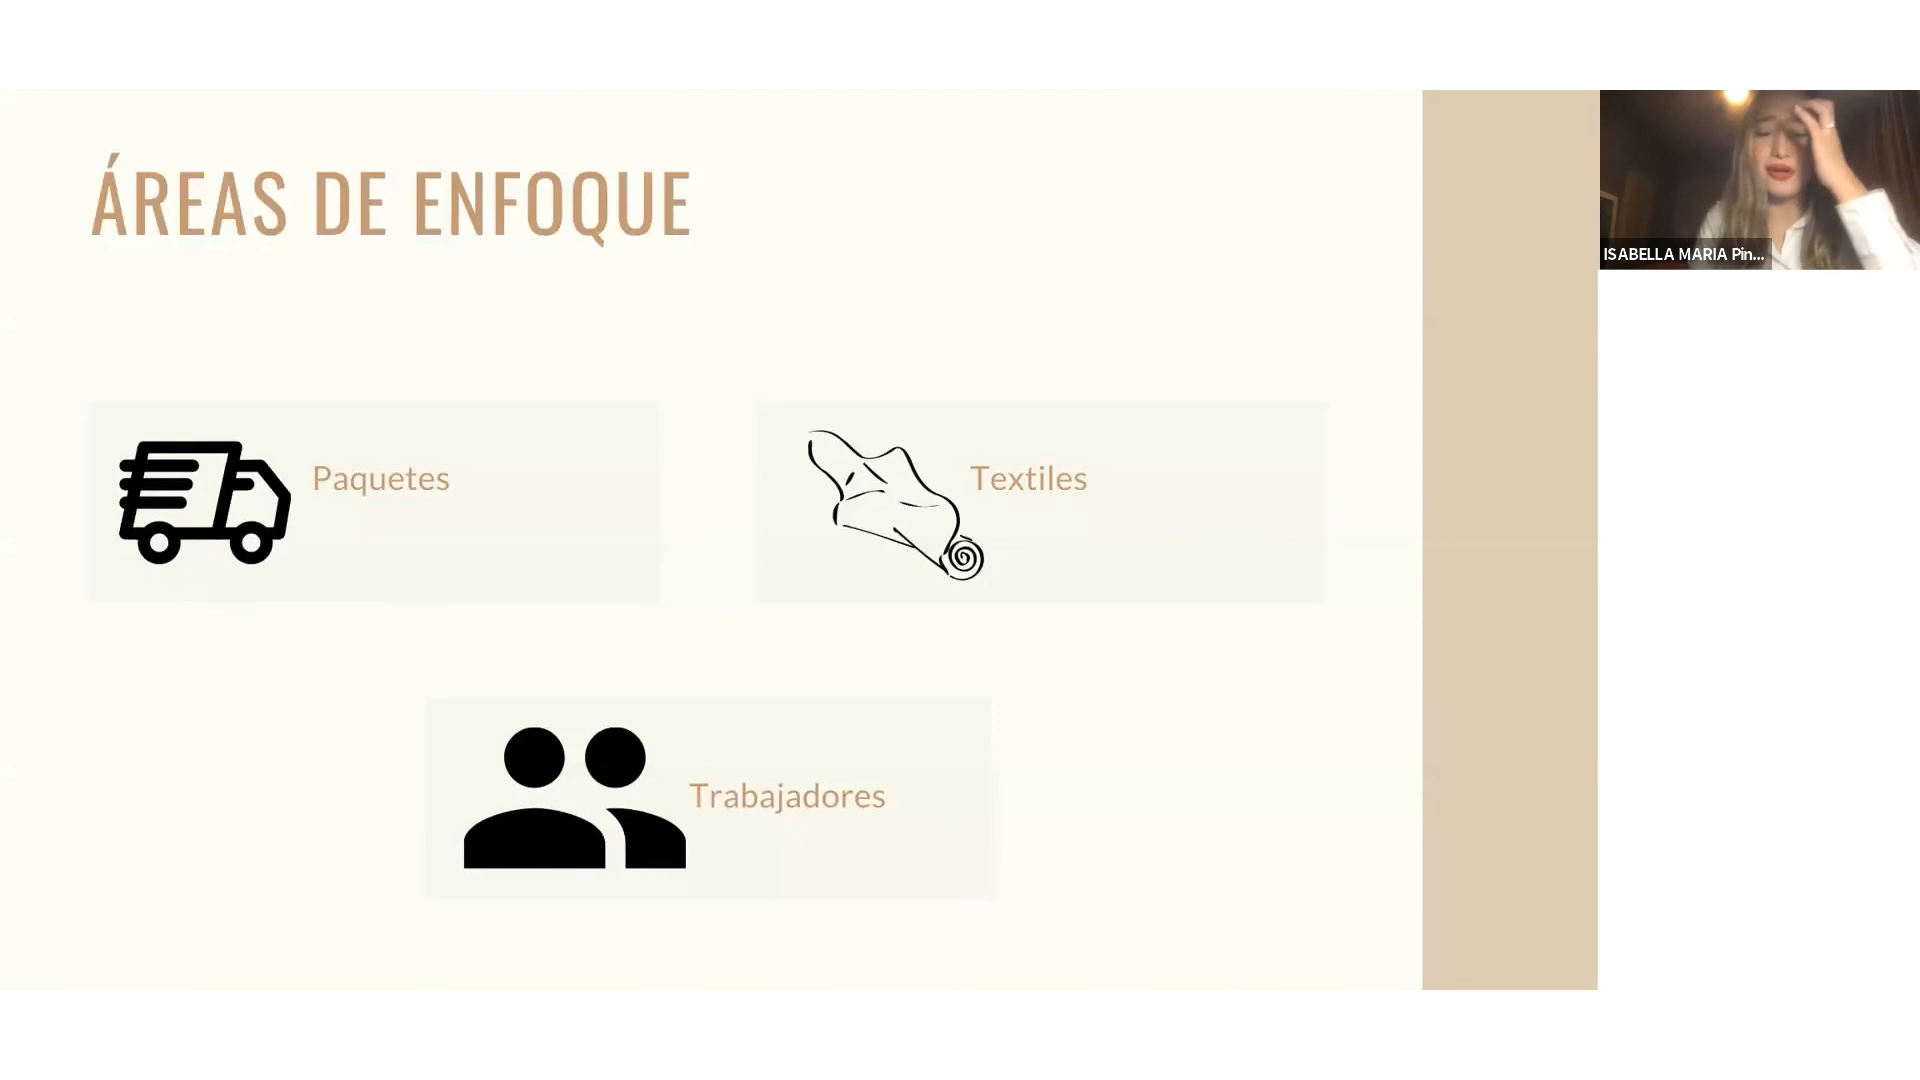 ÁREAS DE ENFOQUE
ISABELLA MARIA Pin...
Paquetes
Textiles
Trabajadores